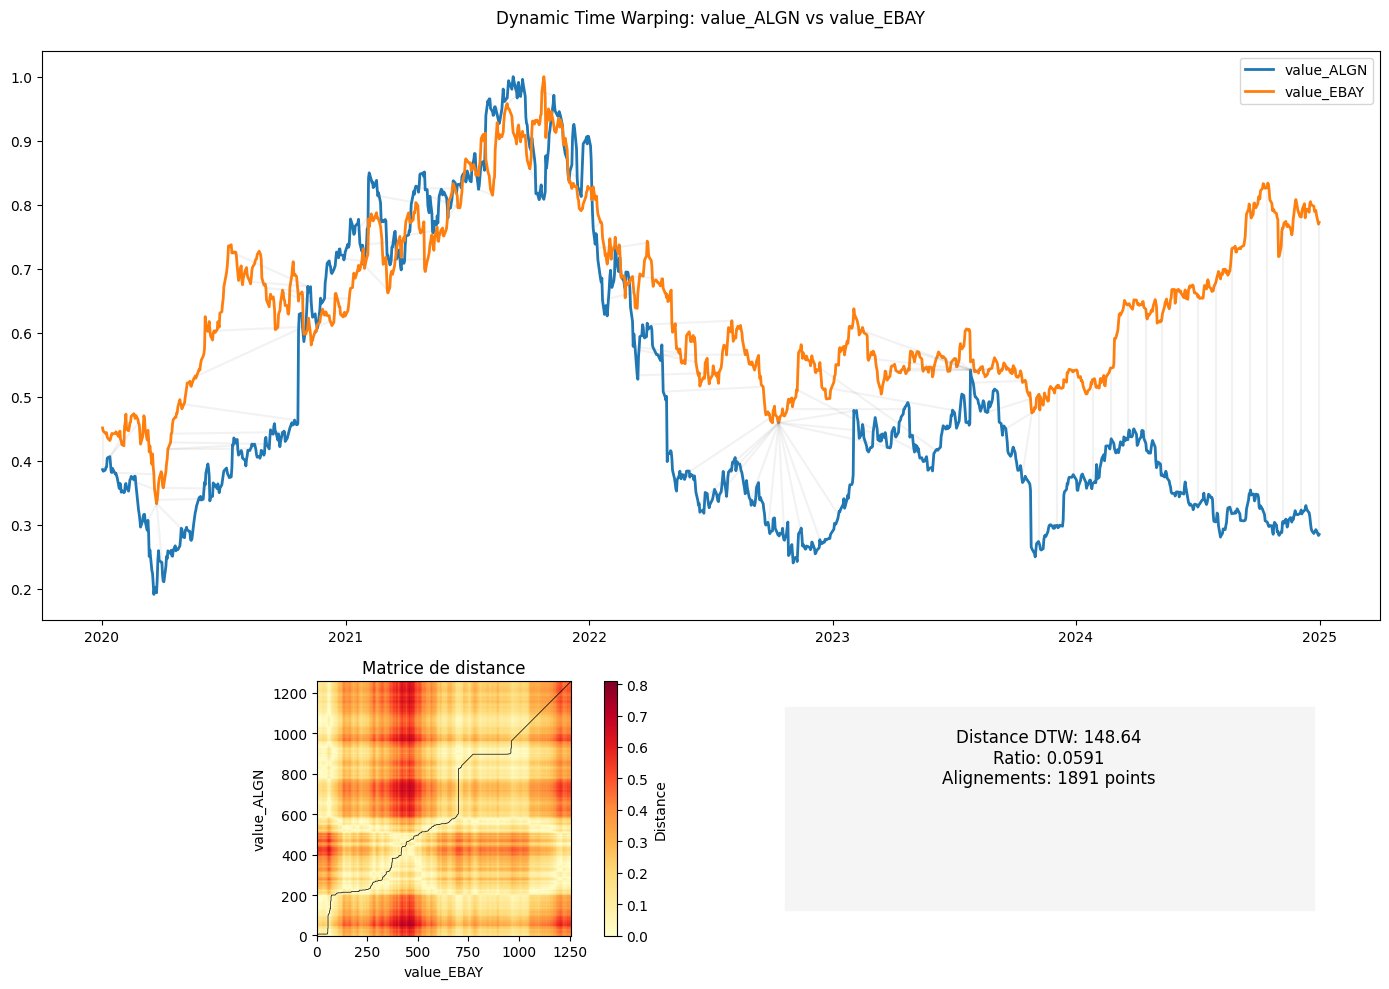 Dynamic Time Warping: value_ALGN vs value_EBAY
value_ALGN
value_EBAY
1.0
0.9
0.8
0.7
0.6
0.5
0.4
0.3
0.2
2020 2021 2022 2023 2024 2025
Matrice de distance
value_ALGN
1200
1000
800
600
400
200
0
0 250 500 750 1000 1250
value_EBAY
0.8
0.7
0.6
0.5
0.4
0.3
0.2
0.1
0.0
Distance
Distance DTW: 148.64
Ratio: 0.0591
Alignements: 1891 points